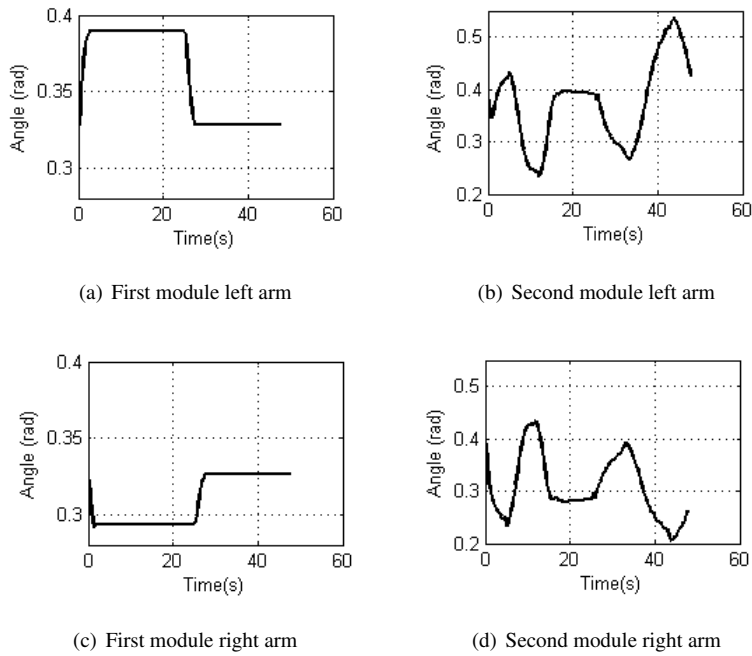 0.4
0.35
0.3
Angle (rad)
0 20 40 60
Time(s)
(a) First module left arm
0.5
0.4
0.3
0.2
Angle (rad)
0 20 40 60
Time(s)
(b) Second module left arm
0.4
0.35
0.3
Angle (rad)
0 20 40 60
Time(s)
(c) First module right arm
0.5
0.4
0.3
0.2
Angle (rad)
0 20 40 60
Time(s)
(d) Second module right arm